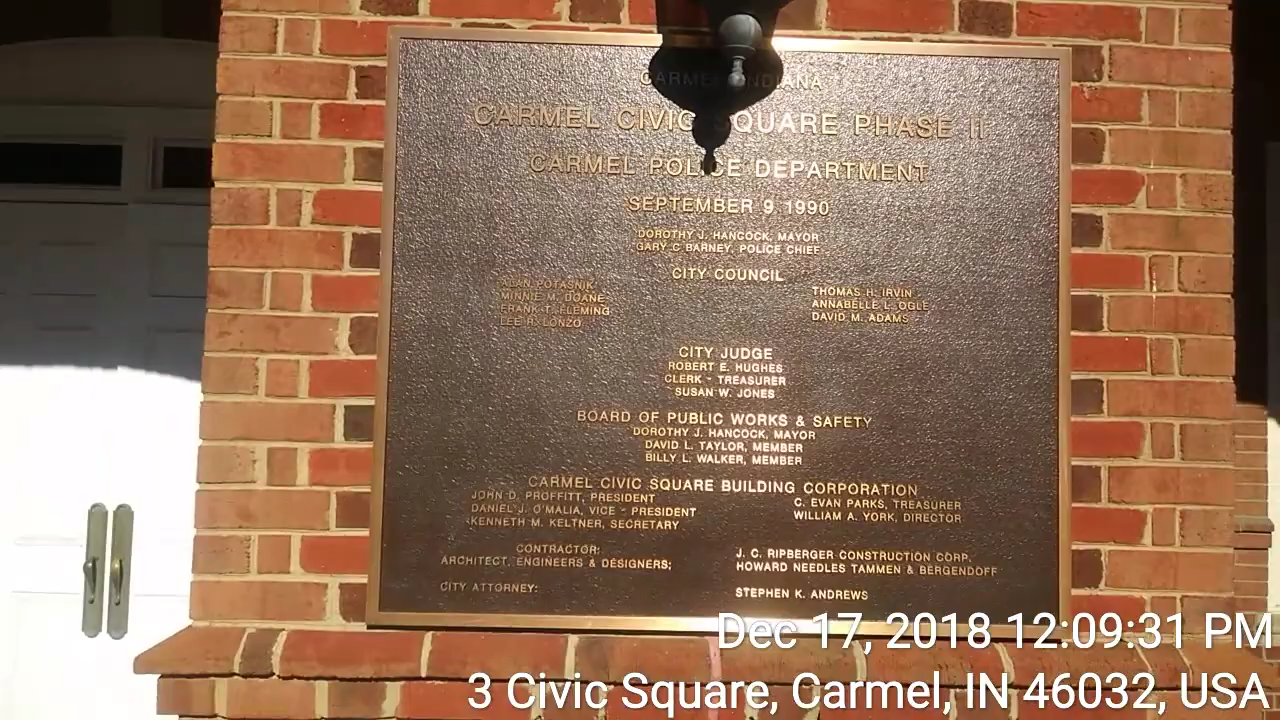 CARMEL INDIANA
CARMEL CIVIC SQUARE PHASE II
CARMEL POLICE DEPARTMENT
SEPTEMBER 9, 1990
DOROTHY J. HANCOCK, MAYOR
GARY C BARNEY, POLICE CHIEF
CITY COUNCIL
ALAN POTASNIK
MINNIE M. DOANE
FRANK T. FLEMING
LEE R. LONZO
THOMAS H. IRVIN
ANNABELLE L. OGLE
DAVID M. ADAMS
CITY JUDGE
ROBERT E. HUGHES
CLERK - TREASURER
SUSAN W. JONES
BOARD OF PUBLIC WORKS & SAFETY
DOROTHY J. HANCOCK, MAYOR
DAVID L. TAYLOR, MEMBER
BILLY L. WALKER, MEMBER
CARMEL CIVIC SQUARE BUILDING CORPORATION
JOHN D. PROFFITT, PRESIDENT
DANIEL J. O'MALIA, VICE - PRESIDENT
KENNETH M. KELTNER, SECRETARY
C. EVAN PARKS, TREASURER
WILLIAM A. YORK, DIRECTOR
CONTRACTOR: J. C. RIPBERGER CONSTRUCTION CORP.
ARCHITECT, ENGINEERS & DESIGNERS; HOWARD NEEDLES TAMMEN & BERGENDOFF
CITY ATTORNEY: STEPHEN K. ANDREWS
Dec 17, 2018 12:09:31 PM
3 Civic Square, Carmel, IN 46032, USA